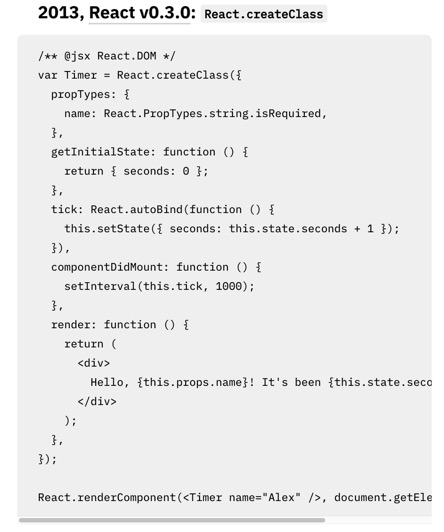 2013, React v0.3.0: React.createClass
/** @jsx React.DOM */
var Timer = React.createClass({
  propTypes: {
    name: React.PropTypes.string.isRequired,
  },
  getInitialState: function () {
    return { seconds: 0 };
  },
  tick: React.autoBind(function () {
    this.setState({ seconds: this.state.seconds + 1 });
  }),
  componentDidMount: function () {
    setInterval(this.tick, 1000);
  },
  render: function () {
    return (
      <div>
        Hello, {this.props.name}! It's been {this.state.seco
      </div>
    );
  },
});
React.renderComponent(<Timer name="Alex" />, document.getEle